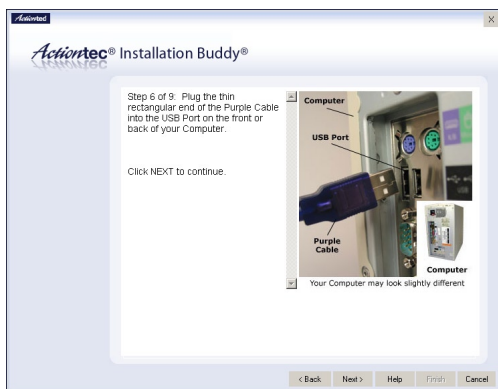 Actiontec
X
Actiontec® Installation Buddy®
Step 6 of 9: Plug the thin
rectangular end of the Purple Cable
into the USB Port on the front or
back of your Computer.
Click NEXT to continue.
Computer
USB Port
Purple
Cable
Computer
Your Computer may look slightly different
< Back
Next >
Help
Finish
Cancel